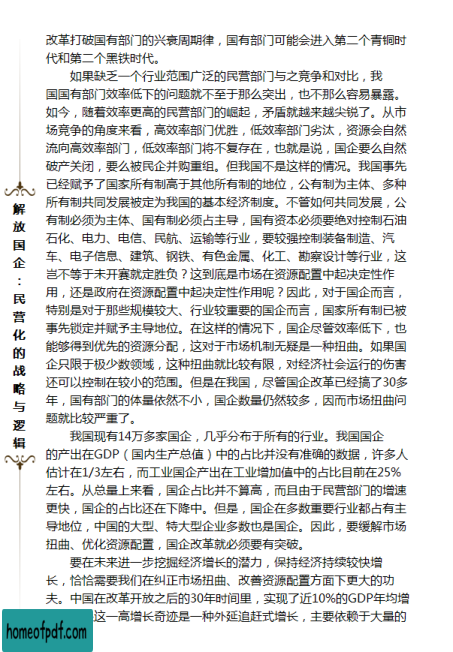 改革打破国有部门的兴衰周期律，国有部门可能会进入第二个青铜时
代和第二个黑铁时代。
如果缺乏一个行业范围广泛的民营部门与之竞争和对比，我
国国有部门效率低下的问题就不至于那么突出，也不那么容易暴露。
如今，随着效率更高的民营部门的崛起，矛盾就越来越尖锐了。从市
场竞争的角度来看，高效率部门优胜，低效率部门劣汰，资源会自然
流向高效率部门，低效率部门将不复存在，也就是说，国企要么自然
破产关闭，要么被民企并购重组。但我国不是这样的情况。我国事先
已经赋予了国家所有制高于其他所有制的地位，公有制为主体、多种
所有制共同发展被定为我国的基本经济制度。不管如何共同发展，公
有制必须为主体、国有制必须占主导，国有资本必须要绝对控制石油
石化、电力、电信、民航、运输等行业，要较强控制装备制造、汽
车、电子信息、建筑、钢铁、有色金属、化工、勘察设计等行业，这
岂不等于未开赛就定胜负？这到底是市场在资源配置中起决定性作
用，还是政府在资源配置中起决定性作用呢？因此，对于国企而言，
特别是对于那些规模较大、行业较重要的国企而言，国家所有制已被
事先锁定并赋予主导地位。在这样的情况下，国企尽管效率低下，也
能够得到优先的资源分配，这对于市场机制无疑是一种扭曲。如果国
企只限于极少数领域，这种扭曲就比较有限，对经济社会运行的伤害
还可以控制在较小的范围。但是在我国，尽管国企改革已经搞了30多
年，国有部门的体量依然不小，国企数量仍然较多，因而市场扭曲问
题就比较严重了。
我国现有14万多家国企，几乎分布于所有的行业。我国国企
的产出在GDP（国内生产总值）中的占比并没有准确的数据，许多人
估计在1/3左右，而工业国企产出在工业增加值中的占比目前在25%
左右。从总量上来看，国企占比并不算高，而且由于民营部门的增速
更快，国企的占比还在下降中。但是，国企在多数重要行业都占有主
导地位，中国的大型、特大型企业多数也是国企。因此，要缓解市场
扭曲、优化资源配置，国企改革就必须要有突破。
要在未来进一步挖掘经济增长的潜力，保持经济持续较快增
长，恰恰需要我们在纠正市场扭曲、改善资源配置方面下更大的功
夫。中国在改革开放之后的30年时间里，实现了近10%的GDP年均增
这一高增长奇迹是一种外延追赶式增长，主要依赖于大量的
解放国企：民营化的战略与逻辑
homeofpdf.com